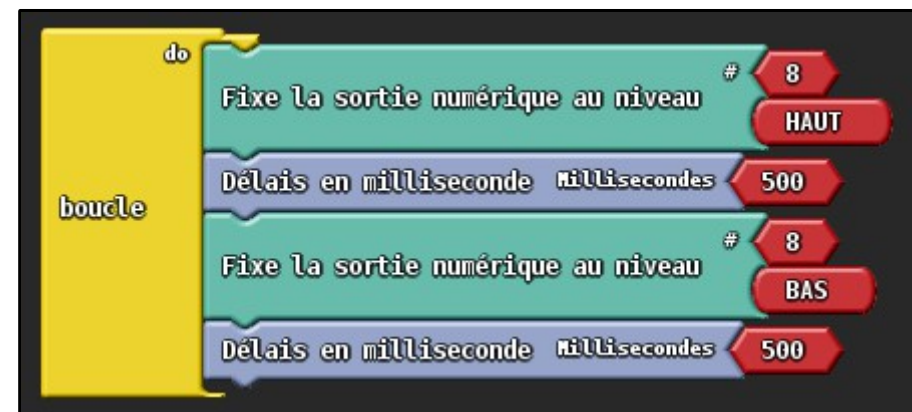 do
Fixe la sortie numérique au niveau # 8
HAUT
Délais en milliseconde Millisecondes 500
boucle
Fixe la sortie numérique au niveau # 8
BAS
Délais en milliseconde Millisecondes 500